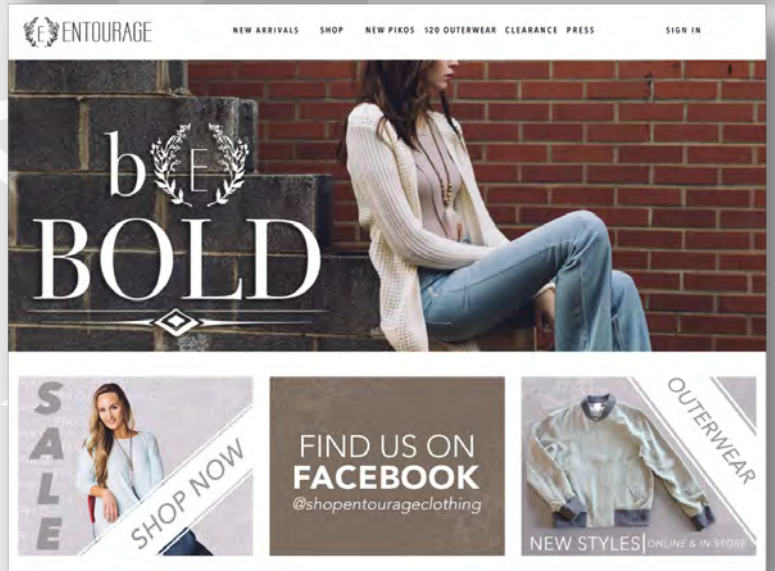 E ENTOURAGE
NEW ARRIVALS SHOP NEW PIKOS $20 OUTERWEAR CLEARANCE PRESS SIGN IN
bE
BOLD
SALE
SHOP NOW
FIND US ON
FACEBOOK
@shopentourageclothing
OUTERWEAR
NEW STYLES| ONLINE & IN-STORE